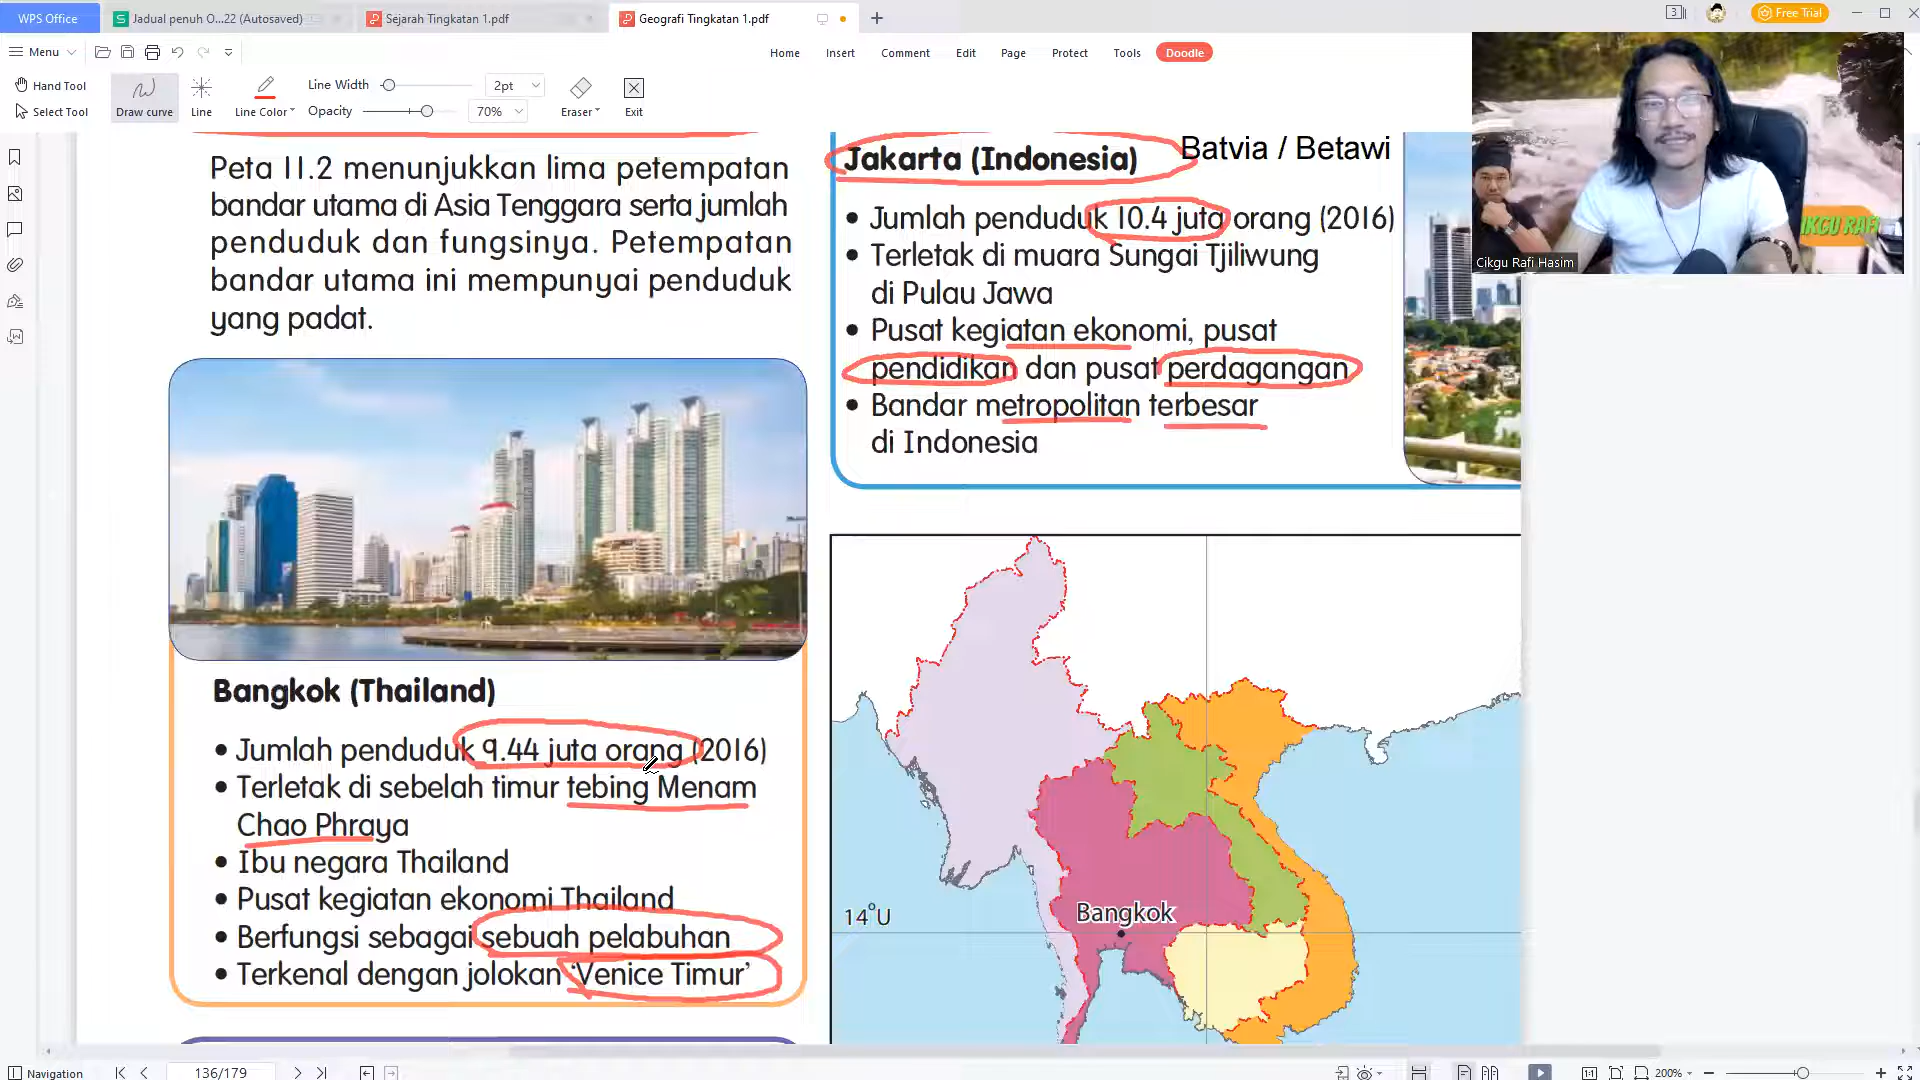 WPS Office
Jadual penuh O...22 (Autosaved)
Sejarah Tingkatan 1.pdf
Geografi Tingkatan 1.pdf
3
Free Trial
Menu
Home
Insert
Comment
Edit
Page
Protect
Tools
Doodle
Hand Tool
Select Tool
Draw curve
Line
Line Color
Line Width
2pt
Opacity
70%
Eraser
Exit
Peta 11.2 menunjukkan lima petempatan
bandar utama di Asia Tenggara serta jumlah
penduduk dan fungsinya. Petempatan
bandar utama ini mempunyai penduduk
yang padat.
Jakarta (Indonesia)
Batvia / Betawi
• Jumlah penduduk 10.4 juta orang (2016)
• Terletak di muara Sungai Tjiliwung
di Pulau Jawa
• Pusat kegiatan ekonomi, pusat
pendidikan dan pusat perdagangan
• Bandar metropolitan terbesar
di Indonesia
CIKGU RAFI
Cikgu Rafi Hasim
Bangkok (Thailand)
• Jumlah penduduk 9.44 juta orang (2016)
• Terletak di sebelah timur tebing Menam
Chao Phraya
• Ibu negara Thailand
• Pusat kegiatan ekonomi Thailand
• Berfungsi sebagai sebuah pelabuhan
• Terkenal dengan jolokan ‘Venice Timur’
14°U
Bangkok
Navigation
136/179
1:1
200%